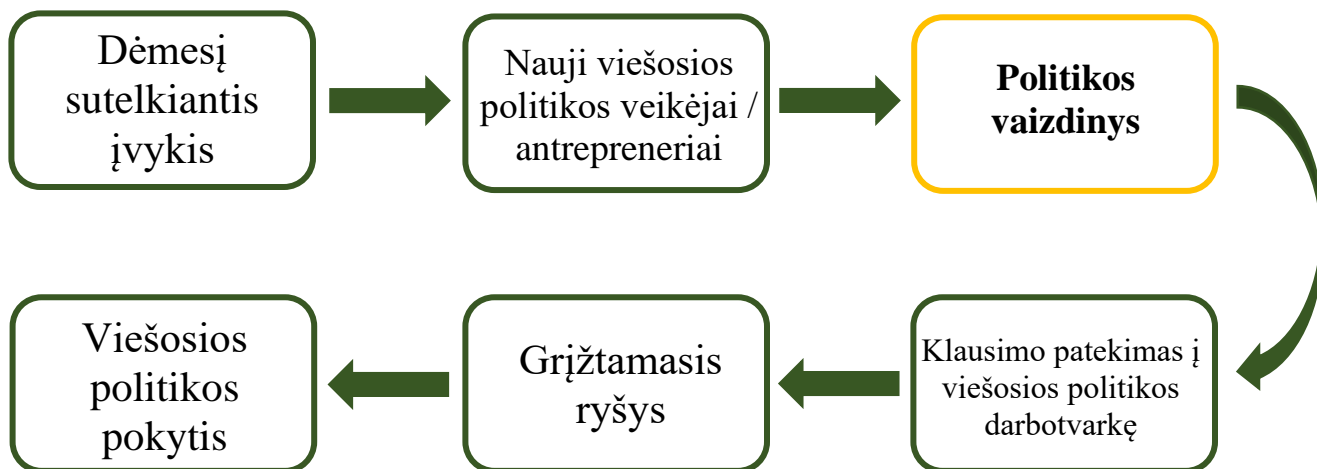 Dėmesį
sutelkiantis
įvykis
Nauji viešosios
politikos veikėjai /
antrepreneriai
Politikos
vaizdinys
Klausimo patekimas į
viešosios politikos
darbotvarkę
Grįžtamasis
ryšys
Viešosios
politikos
pokytis